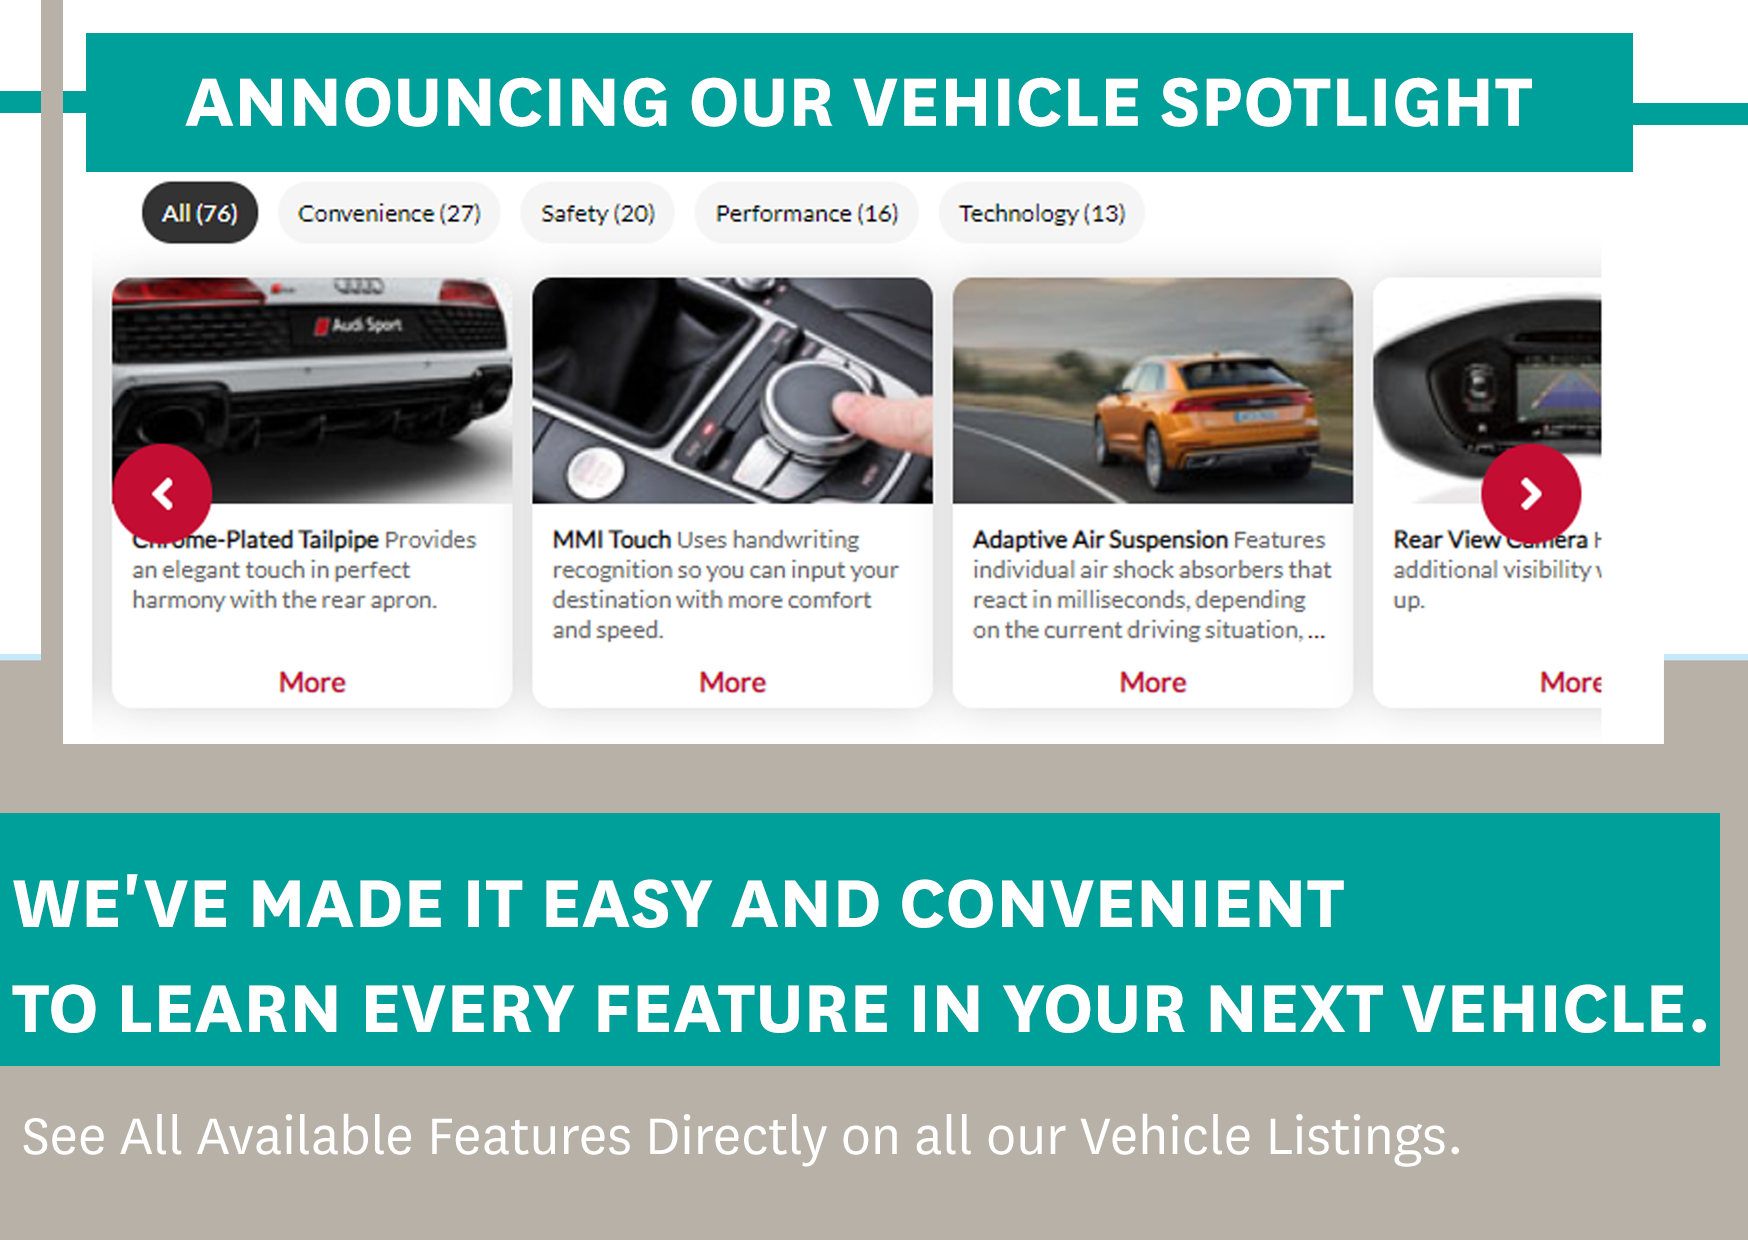 ANNOUNCING OUR VEHICLE SPOTLIGHT
All (76) Convenience (27) Safety (20) Performance (16) Technology (13)
Audi Sport
Chrome-Plated Tailpipe Provides
an elegant touch in perfect
harmony with the rear apron.
More
MMI Touch Uses handwriting
recognition so you can input your
destination with more comfort
and speed.
More
Adaptive Air Suspension Features
individual air shock absorbers that
react in milliseconds, depending
on the current driving situation, ...
More
Rear View Camera
additional visibility
up.
More
WE'VE MADE IT EASY AND CONVENIENT
TO LEARN EVERY FEATURE IN YOUR NEXT VEHICLE.
See All Available Features Directly on all our Vehicle Listings.